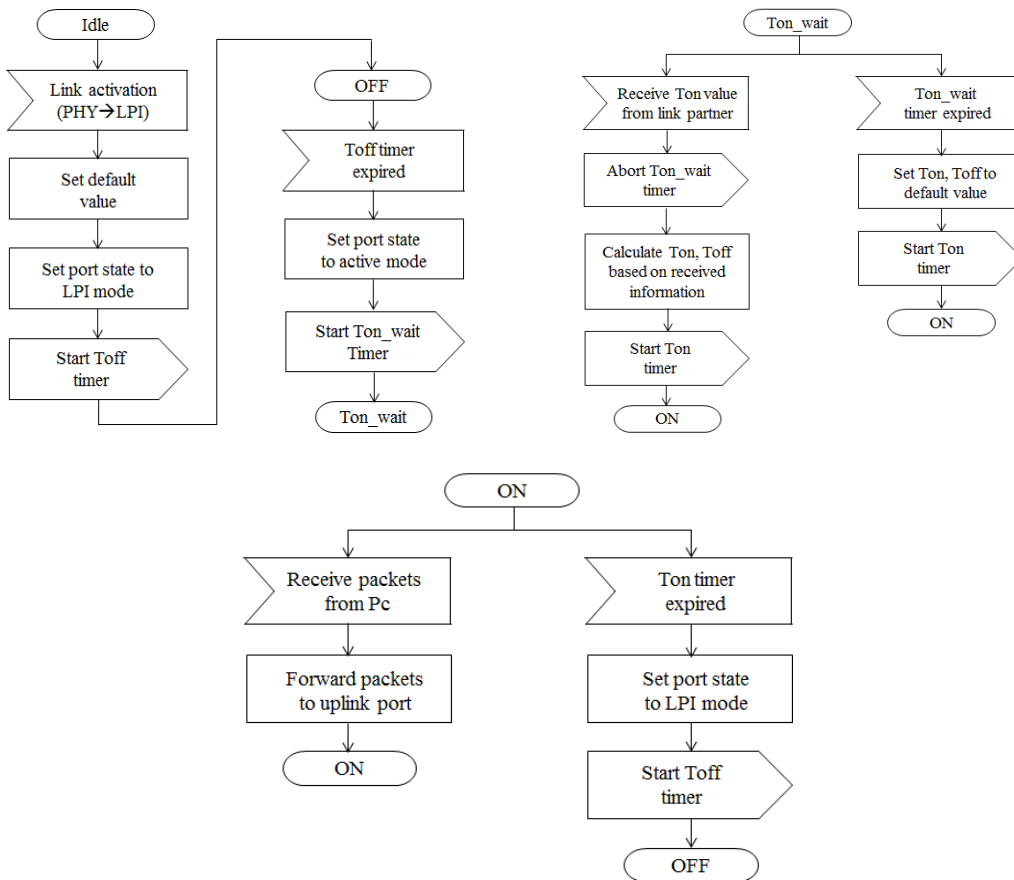 Idle
Link activation
(PHY→LPI)
Set default
value
Set port state to
LPI mode
Start Toff
timer
OFF
Toff timer
expired
Set port state
to active mode
Start Ton_wait
Timer
Ton_wait
Ton_wait
Receive Ton value
from link partner
Abort Ton_wait
timer
Calculate Ton, Toff
based on received
information
Start Ton
timer
ON
Ton_wait
timer expired
Set Ton, Toff to
default value
Start Ton
timer
ON
ON
Receive packets
from Pc
Forward packets
to uplink port
ON
Ton timer
expired
Set port state
to LPI mode
Start Toff
timer
OFF